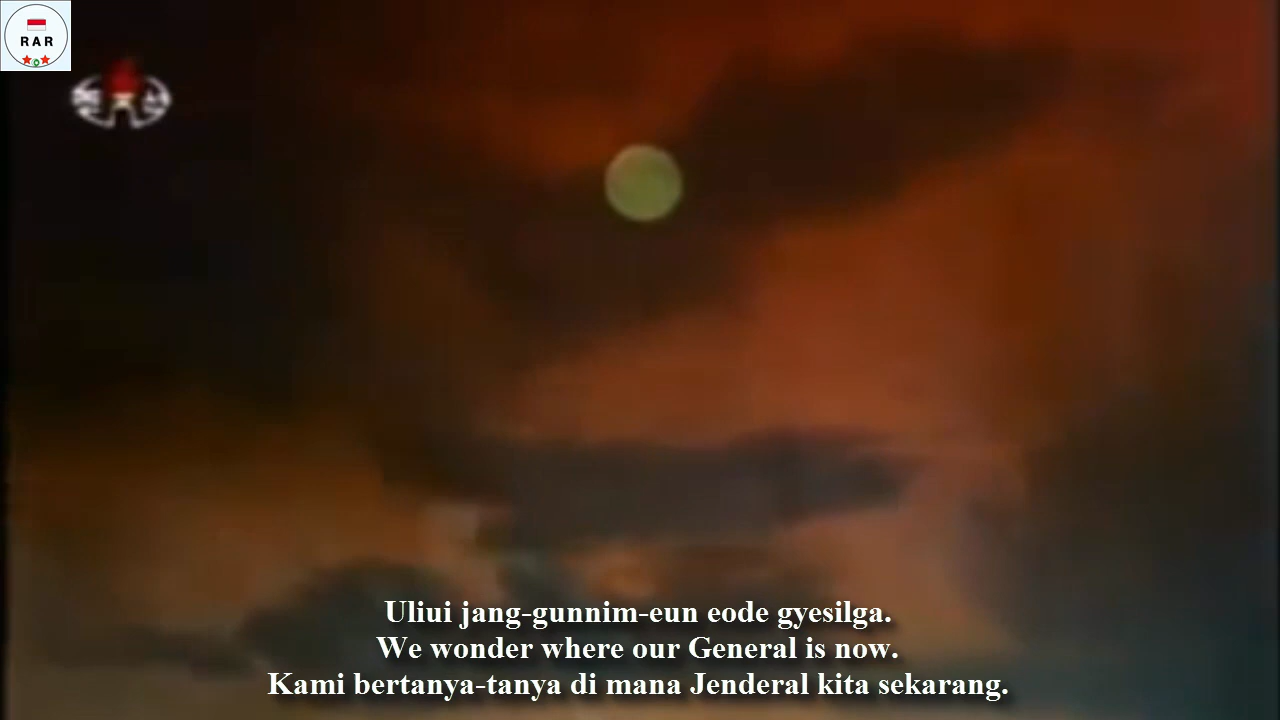 RAR
Uliui jang-gunnim-eun eode gyesilga.
We wonder where our General is now.
Kami bertanya-tanya di mana Jenderal kita sekarang.